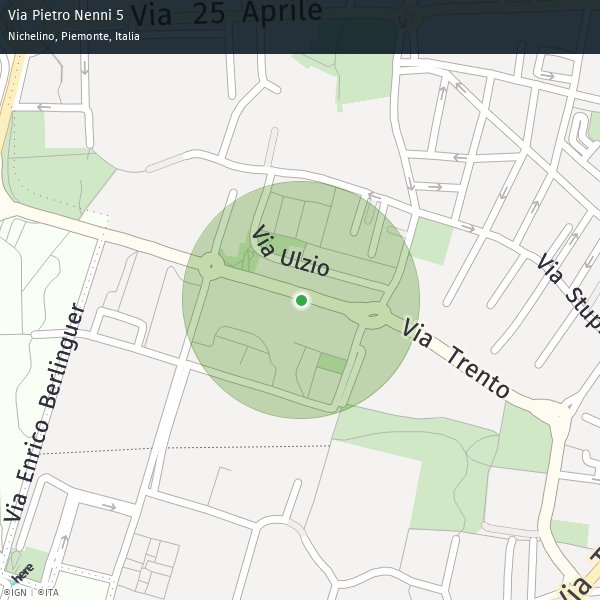 Via Pietro Nenni 5
Nichelino, Piemonte, Italia
Via 25 Aprile
Via Ulzio
Via Stupi
Via Trento
Via Enrico Berlinguer
here
©IGN | ©ITA